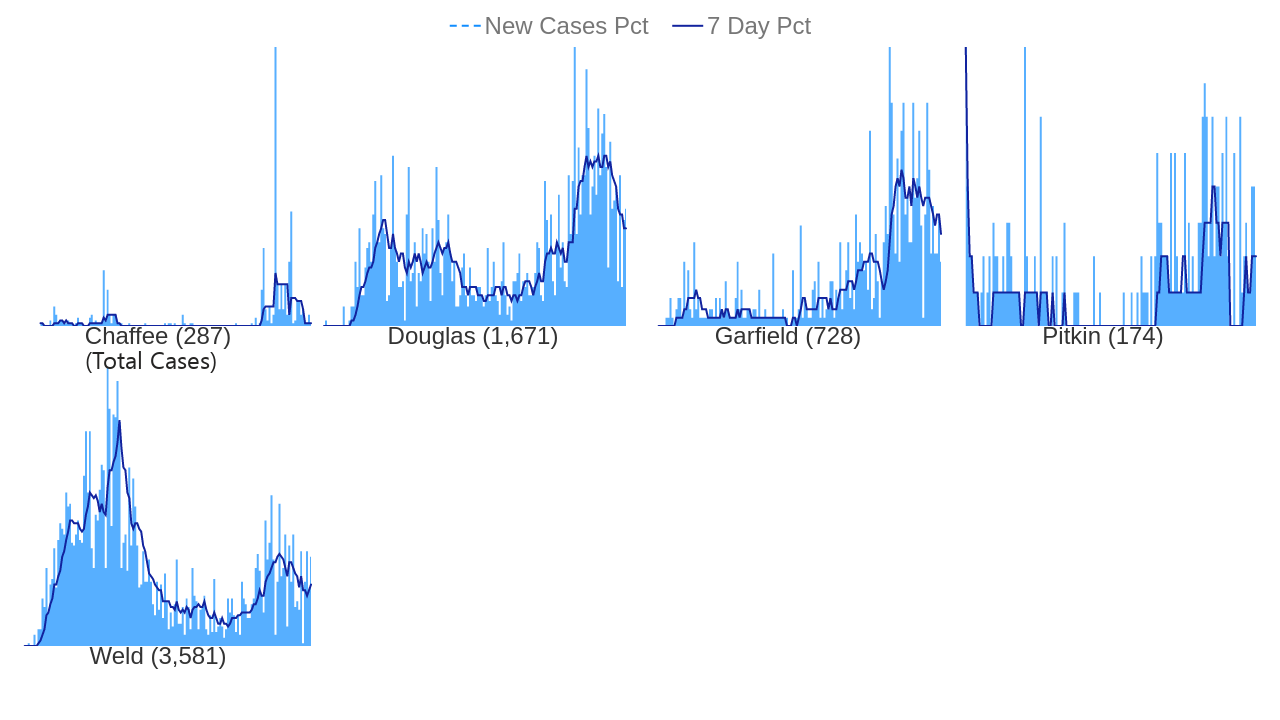 New Cases Pct 7 Day Pct
Chaffee (287) Douglas (1,671) Garfield (728) Pitkin (174)
(Total Cases)
Weld (3,581)